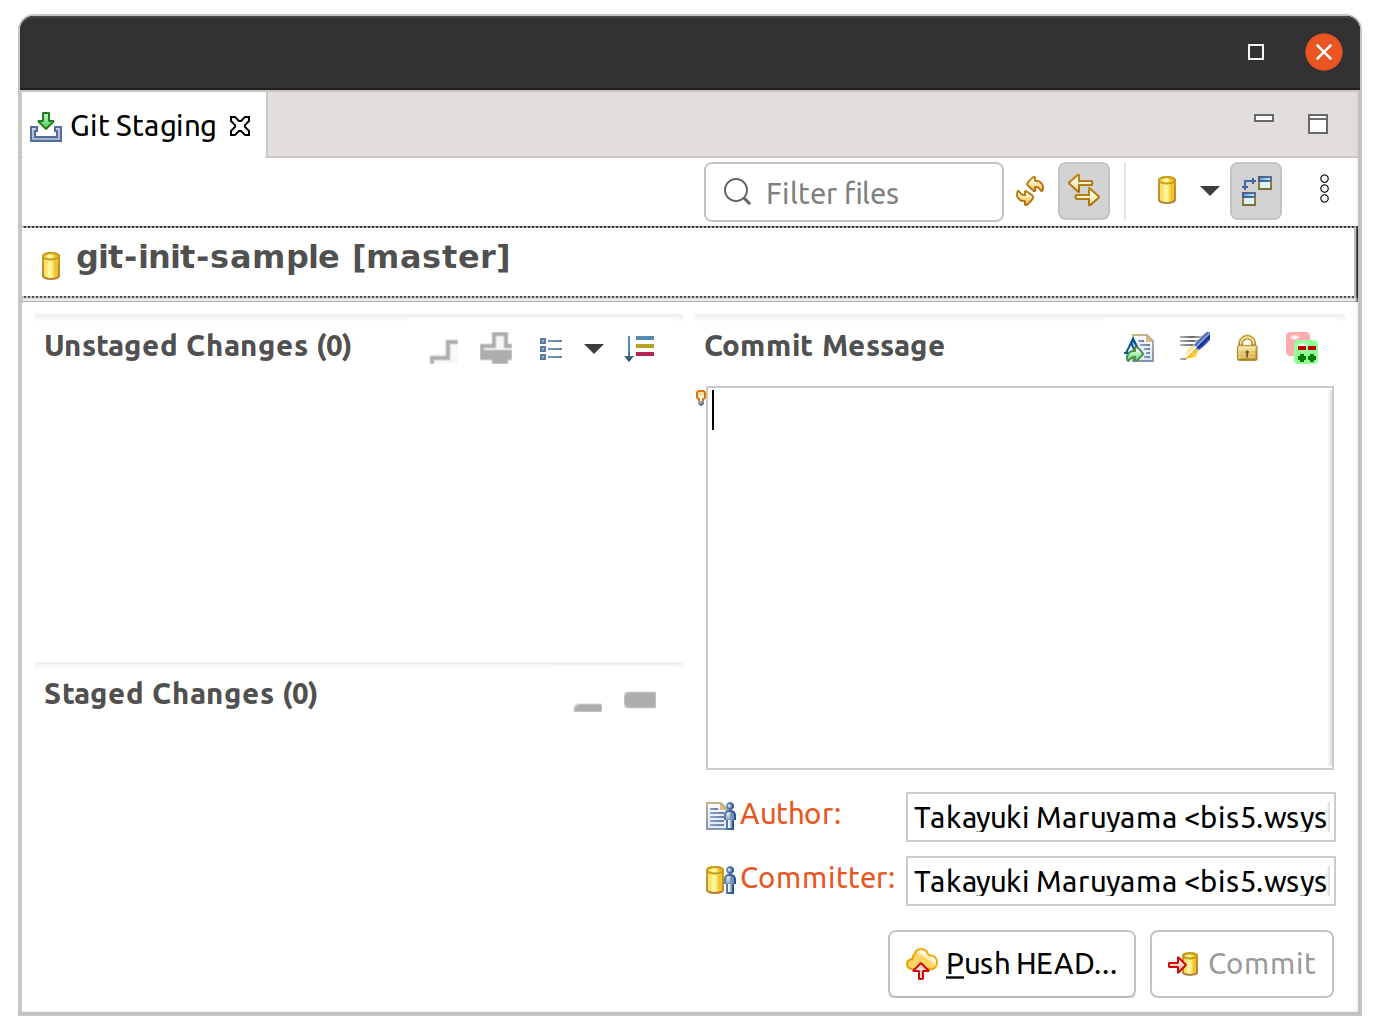 Git Staging
Filter files
git-init-sample [master]
Unstaged Changes (0)
Commit Message
Staged Changes (0)
Author: Takayuki Maruyama <bis5.wsys
Committer: Takayuki Maruyama <bis5.wsys
Push HEAD...
Commit